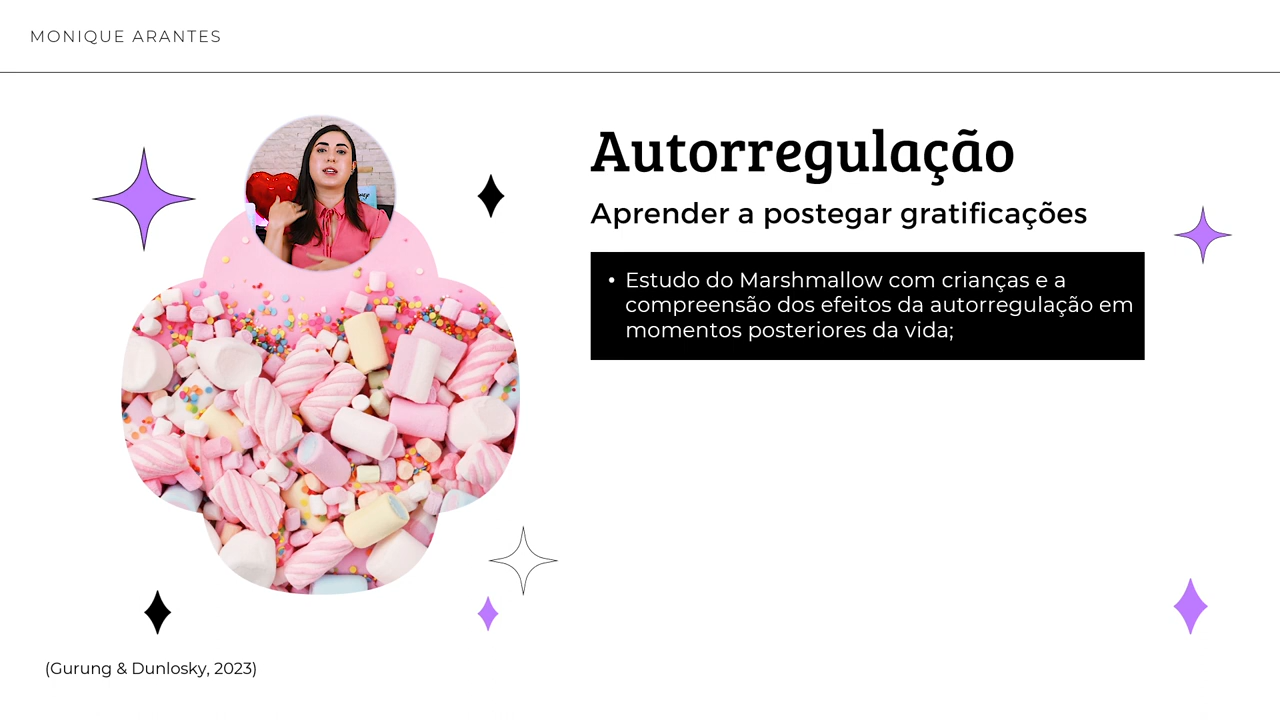 MONIQUE ARANTES
Autorregulação
Aprender a postegar gratificações
• Estudo do Marshmallow com crianças e a
compreensão dos efeitos da autorregulação em
momentos posteriores da vida;
(Gurung & Dunlosky, 2023)